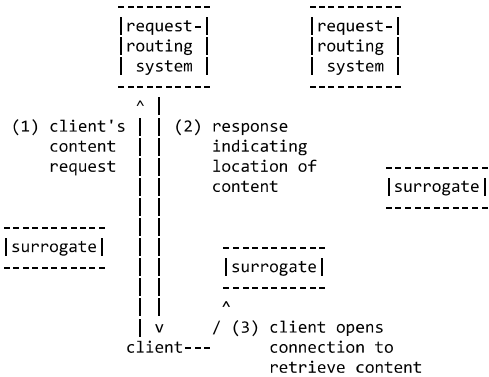 request- request-
routing routing
system system
(1) client's (2) response
content indicating
request location of
content surrogate
surrogate
surrogate
(3) client opens
client--- connection to
retrieve content